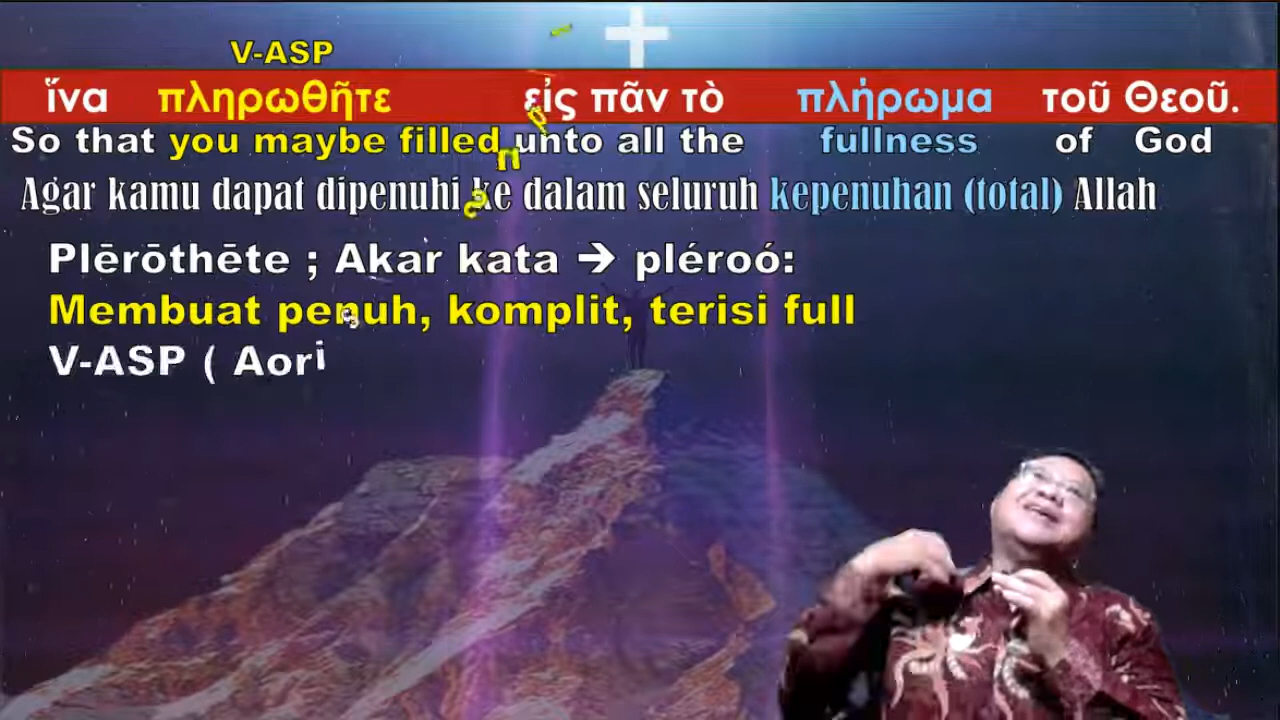 V-ASP
ἵνα πληρωθῆτε εἰς πᾶν τὸ πλήρωμα τοῦ Θεοῦ.
So that you maybe filled unto all the fullness of God
Agar kamu dapat dipenuhi ke dalam seluruh kepenuhan (total) Allah
Plērōthēte ; Akar kata → pléroó:
Membuat penuh, komplit, terisi full
V-ASP ( Aori